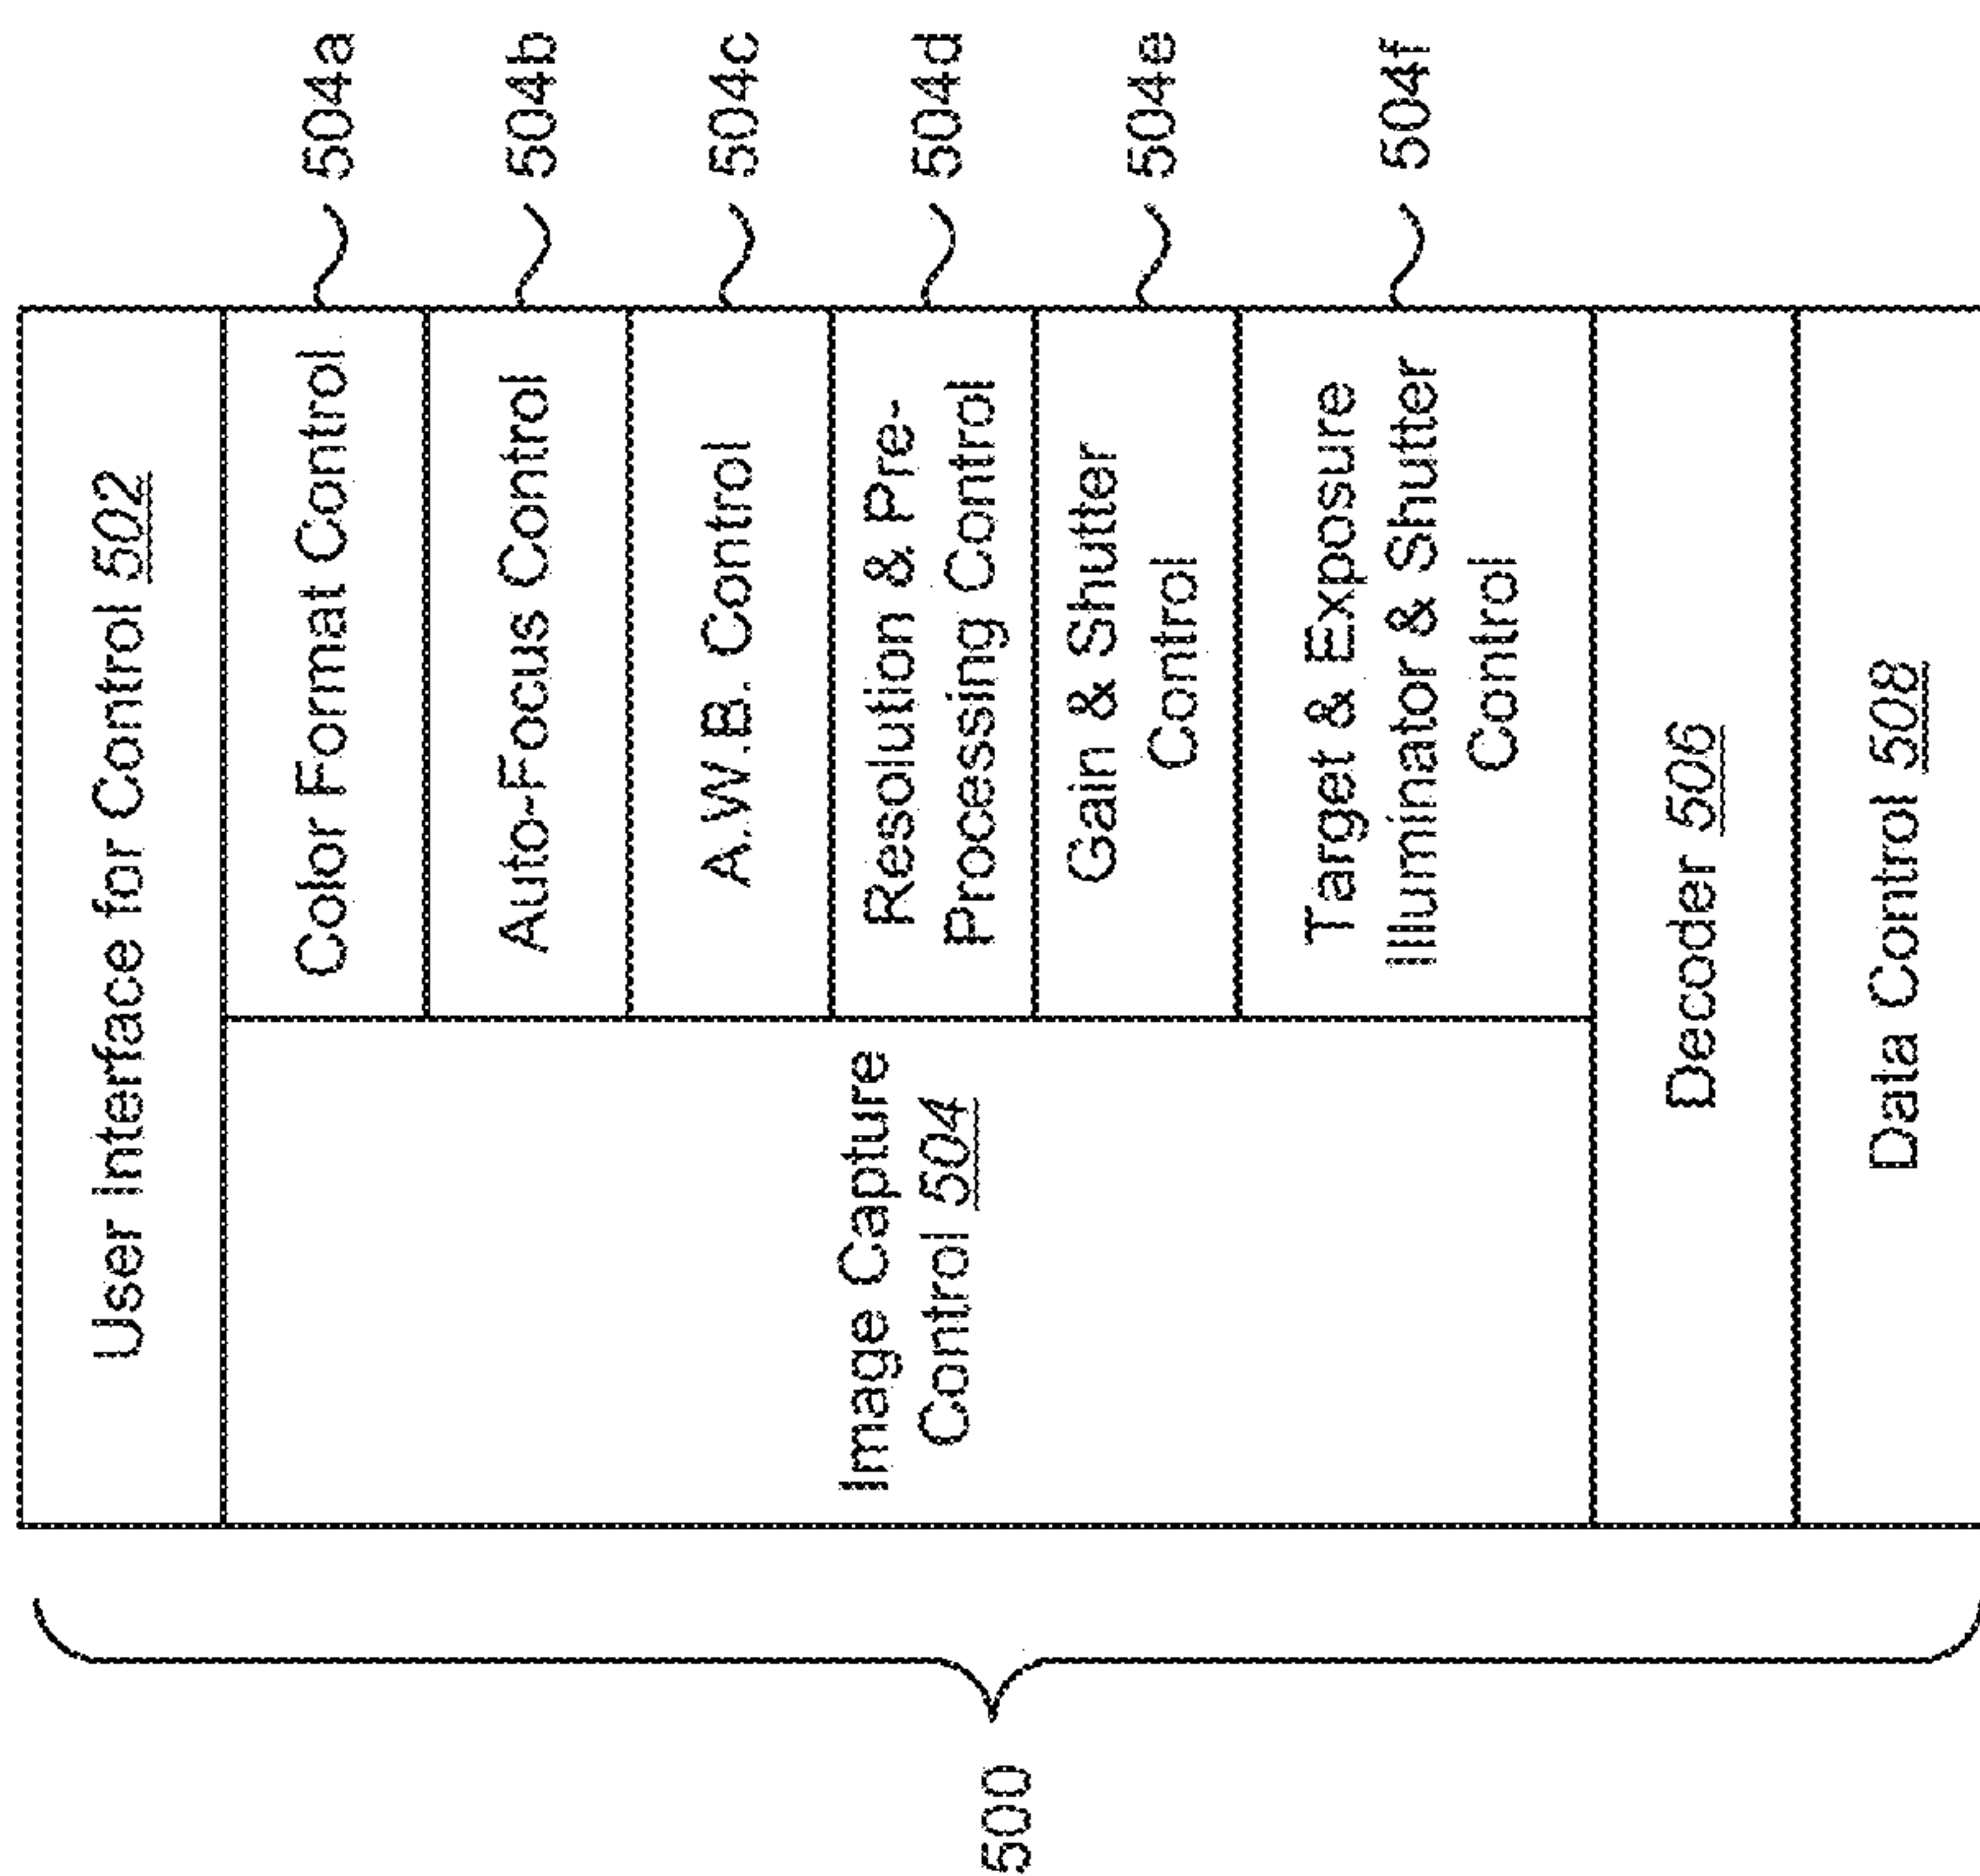 500
User Interface for Control 502
Image Capture
Control 504
Color Format Control
504a
Auto-Focus Control
504b
A.W.B. Control
504c
Resolution & Pre-
Processing Control
504d
Gain & Shutter
Control
504e
Target & Exposure
Illuminator & Shutter
Control
504f
Decoder 506
Data Control 508